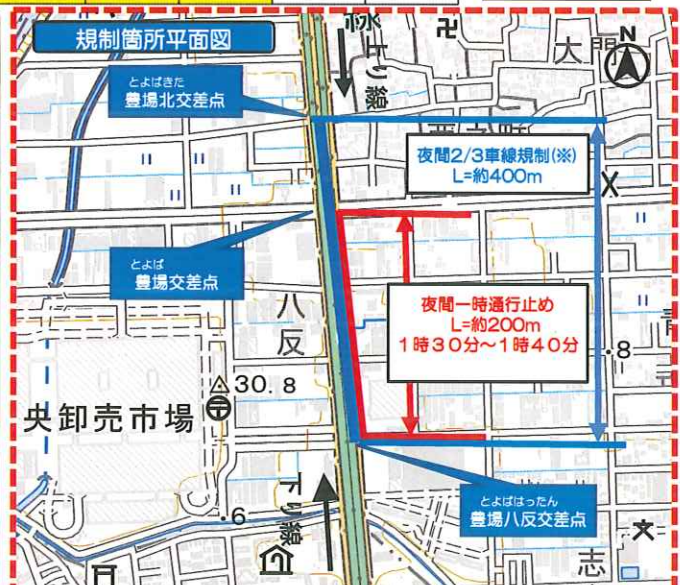 規制箇所平面図
上り線
卍
大門
N
とよばきた
豊場北交差点
夜間2/3車線規制(※)
L=約400m
とよば
豊場交差点
夜間一時通行止め
L=約200m
1時30分～1時40分
八反
30.8
央卸売市場
.8
.6
下り線
とよばはったん
豊場八反交差点
志